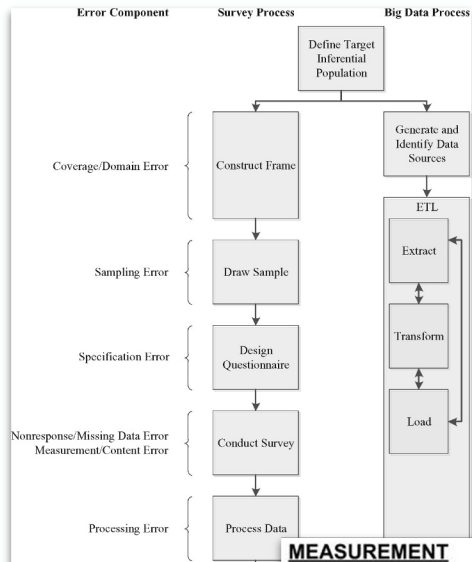 Error Component Survey Process Big Data Process
Define Target
Inferential
Population
Coverage/Domain Error
Construct Frame
Generate and
Identify Data
Sources
ETL
Extract
Sampling Error
Draw Sample
Transform
Specification Error
Design
Questionnaire
Load
Nonresponse/Missing Data Error
Measurement/Content Error
Conduct Survey
Processing Error
Process Data
MEASUREMENT